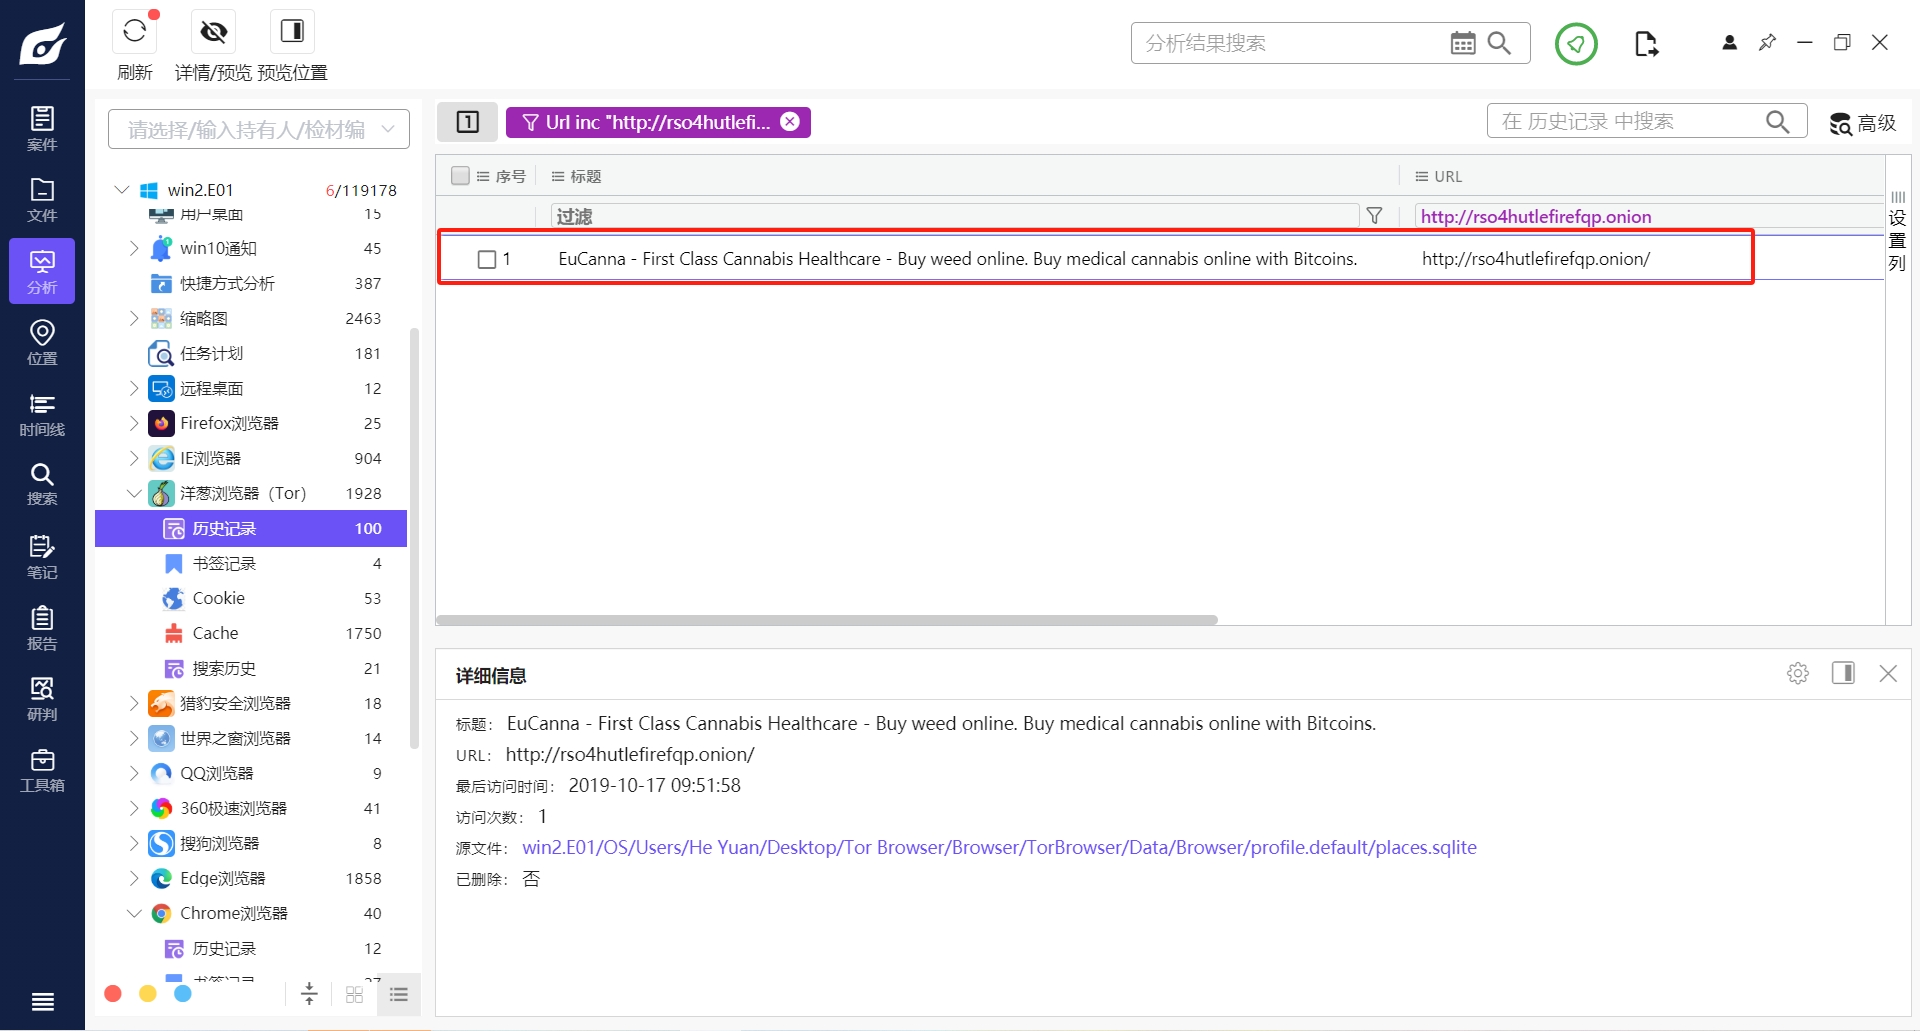 刷新
详情/预览
预览位置
分析结果搜索
案件
文件
分析
位置
时间线
搜索
笔记
报告
研判
工具箱
请选择/输入持有人/检材编
win2.E01 6/119178
用户桌面 15
win10通知 45
快捷方式分析 387
缩略图 2463
任务计划 181
远程桌面 12
Firefox浏览器 25
IE浏览器 904
洋葱浏览器（Tor） 1928
历史记录 100
书签记录 4
Cookie 53
Cache 1750
搜索历史 21
猎豹安全浏览器 18
世界之窗浏览器 14
QQ浏览器 9
360极速浏览器 41
搜狗浏览器 8
Edge浏览器 1858
Chrome浏览器 40
历史记录 12
书签记录 27
1
Url inc "http://rso4hutlefi...
在 历史记录 中搜索
高级
序号 标题 URL
过滤 http://rso4hutlefirefqp.onion
1 EuCanna - First Class Cannabis Healthcare - Buy weed online. Buy medical cannabis online with Bitcoins. http://rso4hutlefirefqp.onion/
设置列
详细信息
标题： EuCanna - First Class Cannabis Healthcare - Buy weed online. Buy medical cannabis online with Bitcoins.
URL： http://rso4hutlefirefqp.onion/
最后访问时间： 2019-10-17 09:51:58
访问次数： 1
源文件： win2.E01/OS/Users/He Yuan/Desktop/Tor Browser/Browser/TorBrowser/Data/Browser/profile.default/places.sqlite
已删除： 否